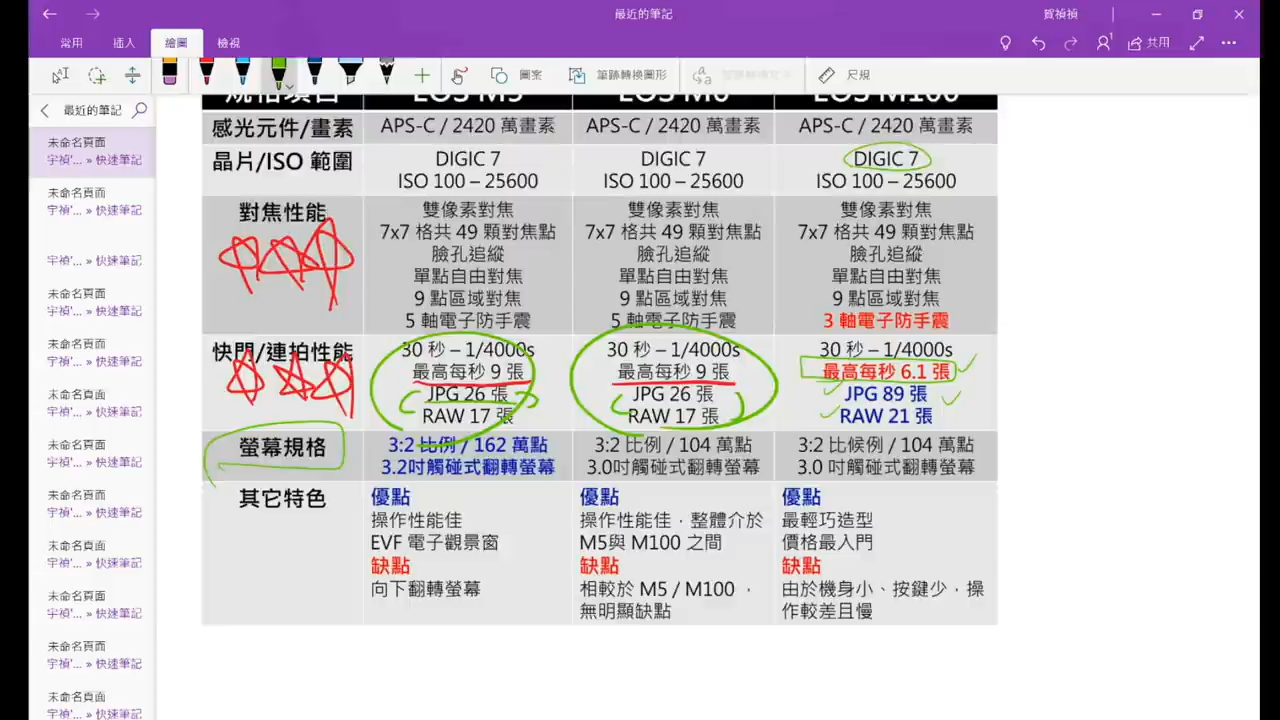 最近的筆記
賀禎禎
常用
插入
繪圖
檢視
共用
圖案
筆跡轉換圖形
尺規
最近的筆記
未命名頁面
宇禎'... » 快速筆記
未命名頁面
宇禎'... » 快速筆記
宇禎'... » 快速筆記
未命名頁面
宇禎'... » 快速筆記
未命名頁面
宇禎'... » 快速筆記
未命名頁面
宇禎'... » 快速筆記
未命名頁面
宇禎'... » 快速筆記
未命名頁面
宇禎'... » 快速筆記
未命名頁面
宇禎'... » 快速筆記
未命名頁面
宇禎'... » 快速筆記
未命名頁面
宇禎'... » 快速筆記
未命名頁面
宇禎'... » 快速筆記
規格項目
EOS M5
EOS M6
EOS M100
感光元件/畫素
APS-C / 2420 萬畫素
APS-C / 2420 萬畫素
APS-C / 2420 萬畫素
晶片/ISO 範圍
DIGIC 7
ISO 100 – 25600
DIGIC 7
ISO 100 – 25600
DIGIC 7
ISO 100 – 25600
對焦性能
雙像素對焦
7x7 格共 49 顆對焦點
臉孔追縱
單點自由對焦
9 點區域對焦
5 軸電子防手震
雙像素對焦
7x7 格共 49 顆對焦點
臉孔追縱
單點自由對焦
9 點區域對焦
5 軸電子防手震
雙像素對焦
7x7 格共 49 顆對焦點
臉孔追縱
單點自由對焦
9 點區域對焦
3 軸電子防手震
快門/連拍性能
30 秒 – 1/4000s
最高每秒 9 張
JPG 26 張
RAW 17 張
30 秒 – 1/4000s
最高每秒 9 張
JPG 26 張
RAW 17 張
30 秒 – 1/4000s
最高每秒 6.1 張
JPG 89 張
RAW 21 張
螢幕規格
3:2 比例 / 162 萬點
3.2吋觸碰式翻轉螢幕
3:2 比例 / 104 萬點
3.0吋觸碰式翻轉螢幕
3:2 比候例 / 104 萬點
3.0 吋觸碰式翻轉螢幕
其它特色
優點
操作性能佳
EVF 電子觀景窗
缺點
向下翻轉螢幕
優點
操作性能佳，整體介於
M5與 M100 之間
缺點
相較於 M5 / M100 ，
無明顯缺點
優點
最輕巧造型
價格最入門
缺點
由於機身小、按鍵少，操
作較差且慢